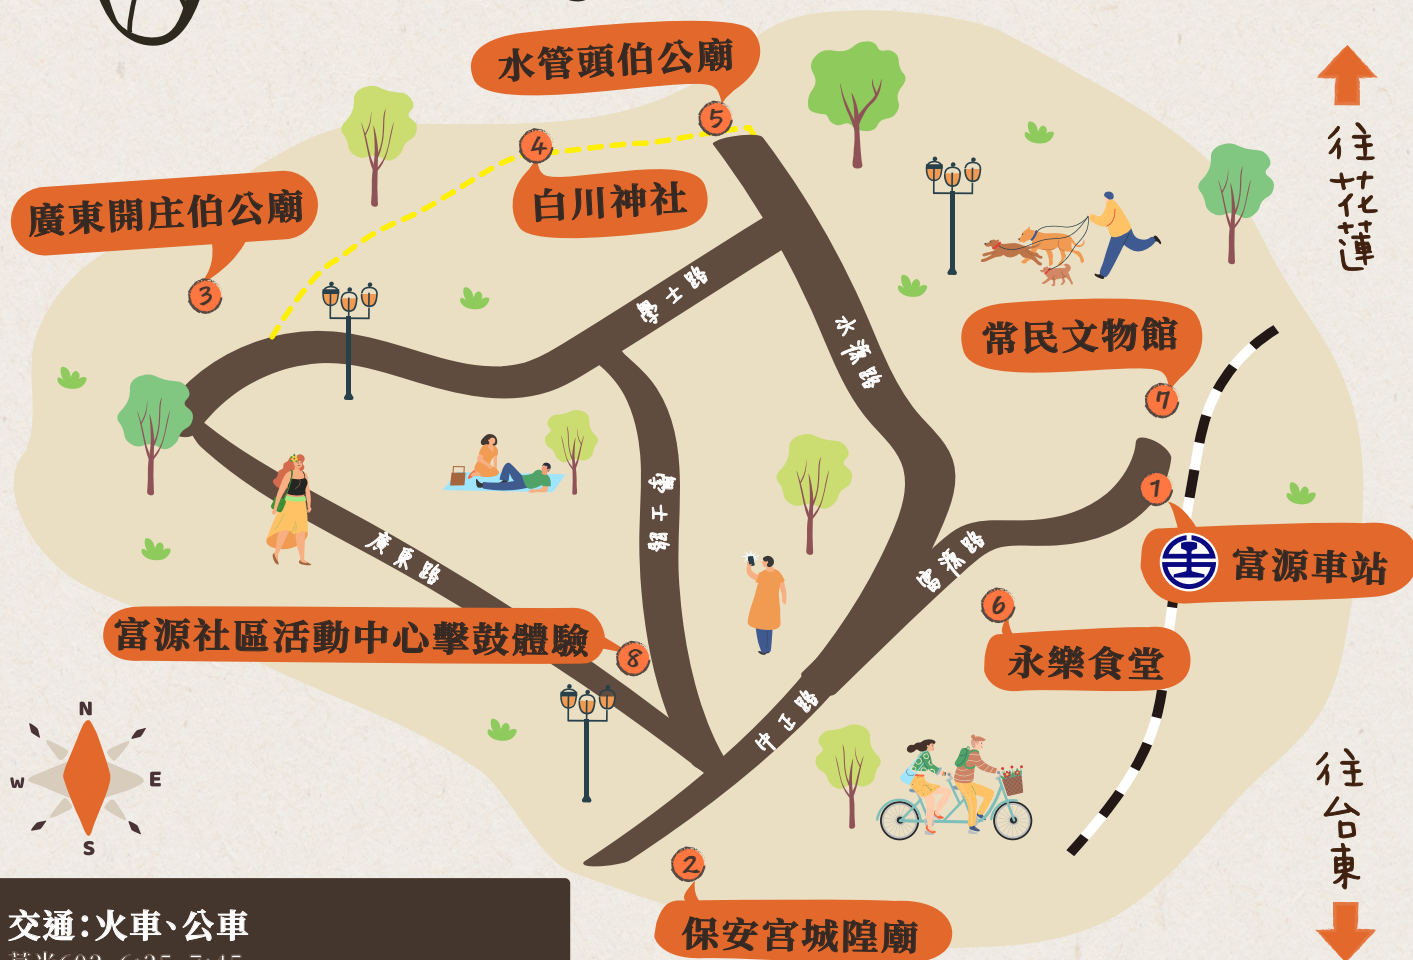 水管頭伯公廟
5
4
白川神社
廣東開庄伯公廟
3
往花蓮
學士路
水源路
常民文物館
7
學士路
廣東路
1
富源車站
富源路
6
永樂食堂
富源社區活動中心擊鼓體驗
8
中正路
N
W
E
S
往台東
2
保安宮城隍廟
交通：火車、公車